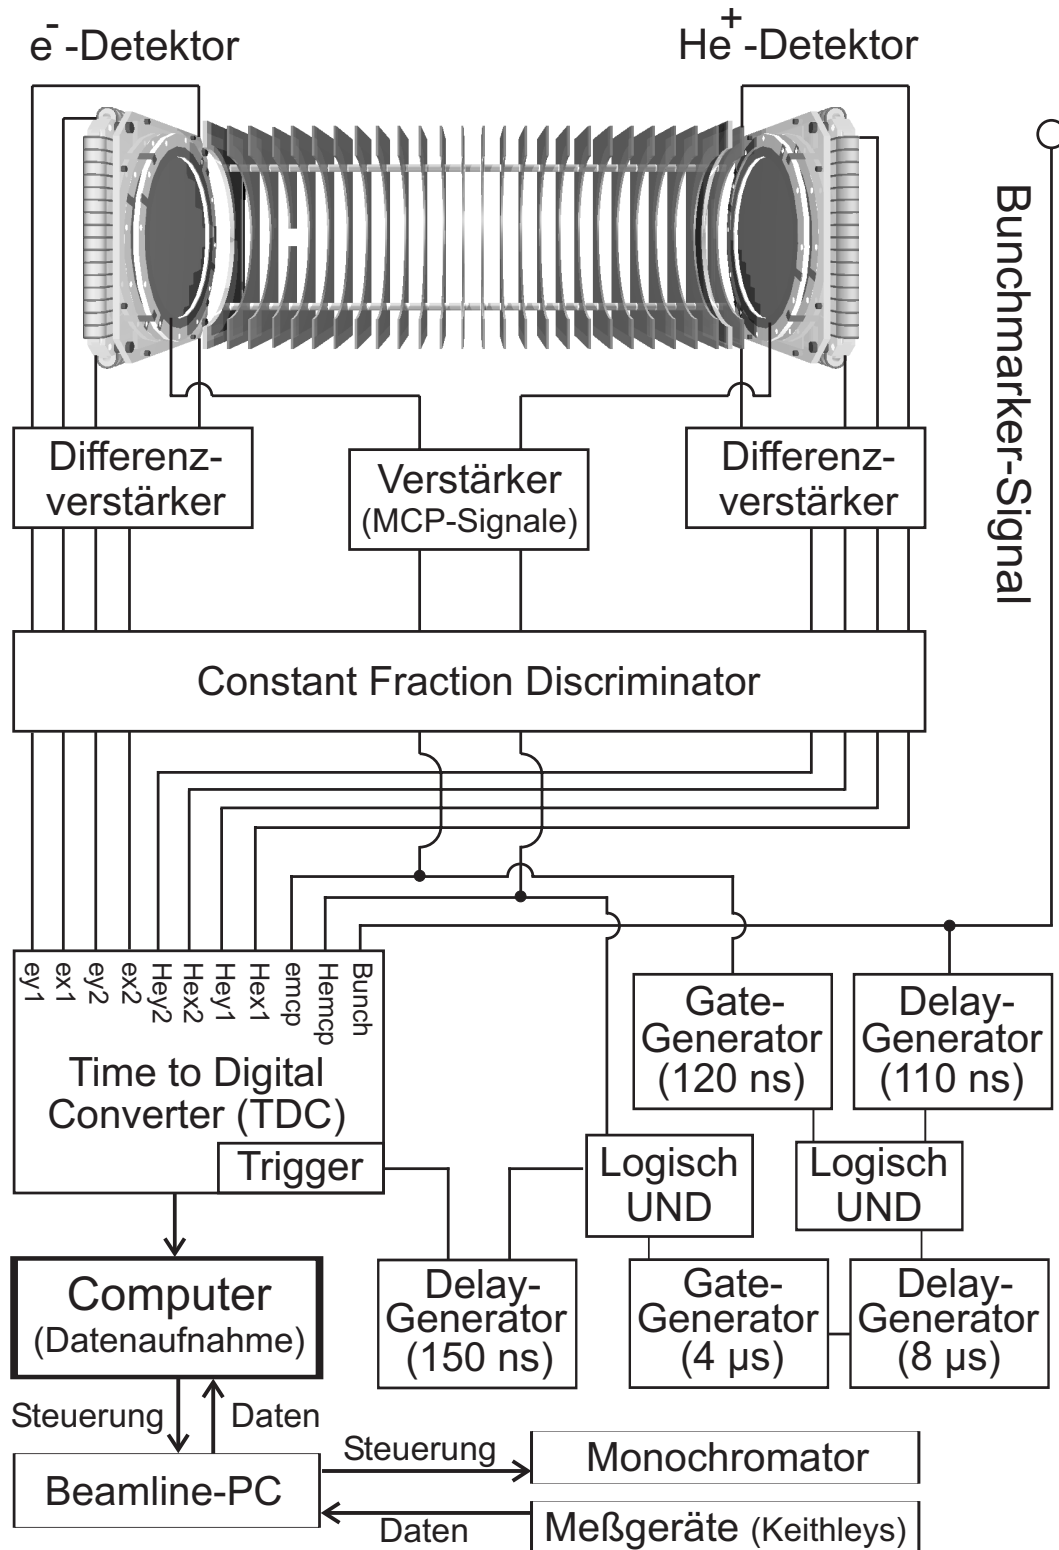 e⁻-Detektor
He⁺-Detektor
Bunchmarker-Signal
Differenz-
verstärker
Verstärker
(MCP-Signale)
Differenz-
verstärker
Constant Fraction Discriminator
ey1
ex1
ey2
ex2
Hey2
Hex2
Hey1
Hex1
emcp
Hemcp
Bunch
Time to Digital
Converter (TDC)
Trigger
Gate-
Generator
(120 ns)
Delay-
Generator
(110 ns)
Logisch
UND
Logisch
UND
Delay-
Generator
(150 ns)
Gate-
Generator
(4 µs)
Delay-
Generator
(8 µs)
Computer
(Datenaufnahme)
Steuerung
Daten
Beamline-PC
Steuerung
Monochromator
Daten
Meßgeräte (Keithleys)